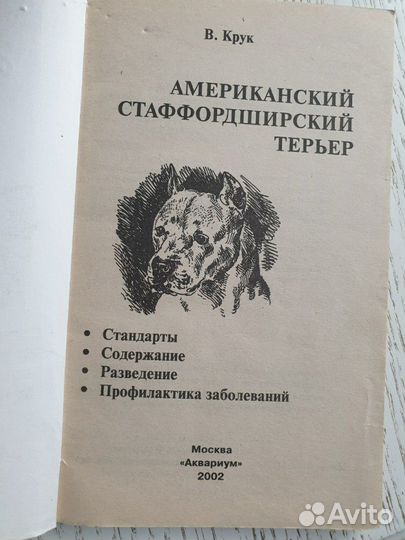 В. Крук
АМЕРИКАНСКИЙ
СТАФФОРДШИРСКИЙ
ТЕРЬЕР
• Стандарты
• Содержание
• Разведение
• Профилактика заболеваний
Москва
«Аквариум»
2002
Avito